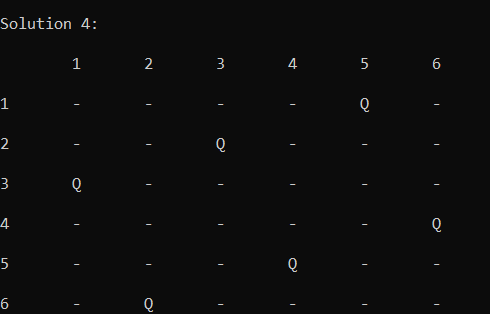 Solution 4:
1 2 3 4 5 6
1 - - - - Q -
2 - - Q - - -
3 Q - - - - -
4 - - - - - Q
5 - - - Q - -
6 - Q - - - -